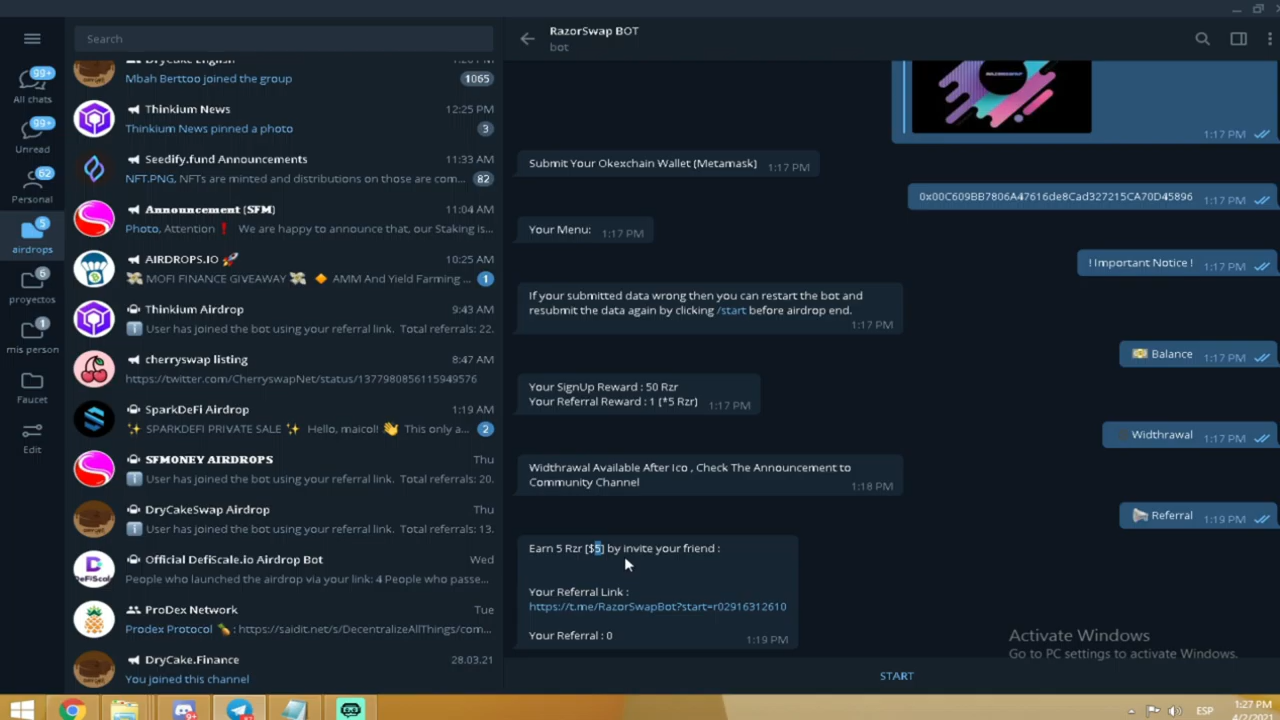 Search
All chats
Unread
Personal
airdrops
proyectos
mis person
Faucet
Edit
99+
99+
62
5
6
1
DryCake English
Mbah Berttoo joined the group
1065
Thinkium News
12:25 PM
Thinkium News pinned a photo
3
Seedify.fund Announcements
11:33 AM
NFT.PNG, NFTs are minted and distributions on those are com...
82
Announcement [SFM]
11:04 AM
Photo, Attention ❗ We are happy to announce that, our Staking is...
AIRDROPS.IO 🚀
10:25 AM
💸 MOFI FINANCE GIVEAWAY 💸 🔸 AMM And Yield Farming ...
1
Thinkium Airdrop
9:43 AM
ℹ️ User has joined the bot using your referral link. Total referrals: 22.
cherryswap listing
8:47 AM
https://twitter.com/CherryswapNet/status/1377980856115949576
SparkDeFi Airdrop
1:19 AM
✨ SPARKDEFI PRIVATE SALE ✨ Hello, maicol! 👋 This only a...
2
SFMONEY AIRDROPS
Thu
ℹ️ User has joined the bot using your referral link. Total referrals: 20.
DryCakeSwap Airdrop
Thu
ℹ️ User has joined the bot using your referral link. Total referrals: 13.
Official DefiScale.io Airdrop Bot
Wed
People who launched the airdrop via your link: 4 People who passe...
DeFiScale
ProDex Network
Tue
Prodex Protocol 🍍 : https://saidit.net/s/DecentralizeAllThings/com...
DryCake.Finance
28.03.21
You joined this channel
RazorSwap BOT
bot
1:17 PM
Submit Your Okexchain Wallet (Metamask)
1:17 PM
0x00C609BB7806A47616de8Cad327215CA70D45896
1:17 PM
Your Menu:
1:17 PM
! Important Notice !
1:17 PM
If your submitted data wrong then you can restart the bot and
resubmit the data again by clicking /start before airdrop end.
1:17 PM
💴 Balance
1:17 PM
Your SignUp Reward : 50 Rzr
Your Referral Reward : 1 [*5 Rzr]
1:17 PM
Widthrawal
1:17 PM
Widthrawal Available After Ico , Check The Announcement to
Community Channel
1:18 PM
📢 Referral
1:19 PM
Earn 5 Rzr [$5] by invite your friend :
Your Referral Link :
https://t.me/RazorSwapBot?start=r02916312610
Your Referral : 0
1:19 PM
START
Activate Windows
Go to PC settings to activate Windows.
ESP
1:27 PM
4/2/2021